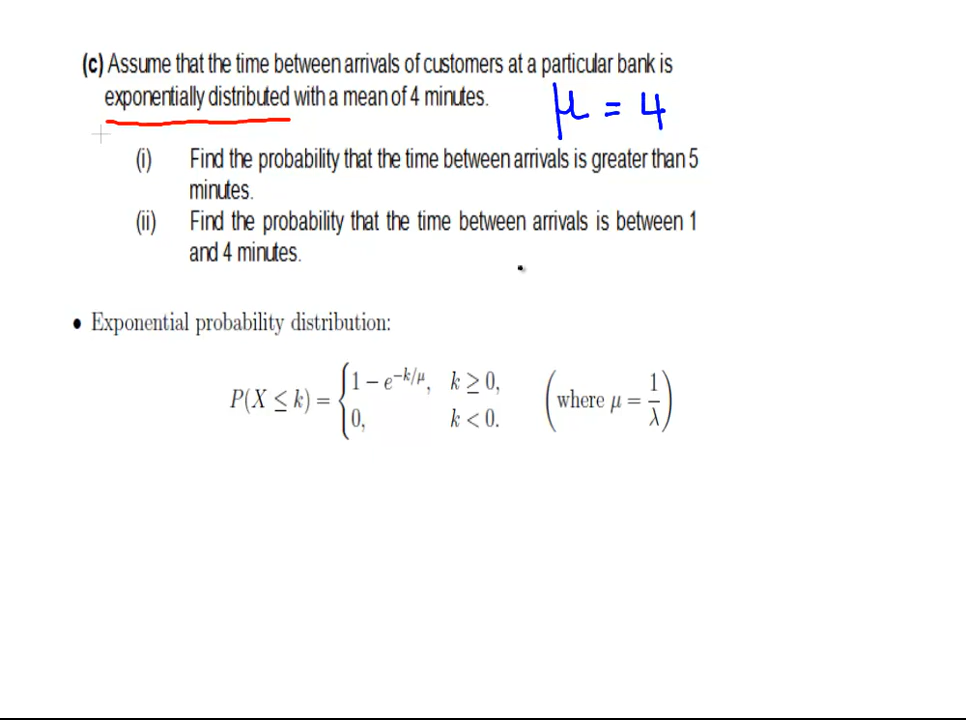 (c) Assume that the time between arrivals of customers at a particular bank is
exponentially distributed with a mean of 4 minutes.
μ = 4
(i) Find the probability that the time between arrivals is greater than 5
minutes.
(ii) Find the probability that the time between arrivals is between 1
and 4 minutes.
• Exponential probability distribution:
P(X ≤ k) = { 1 − e^{−k/μ}, k ≥ 0,
0, k < 0.
(where μ = 1/λ)